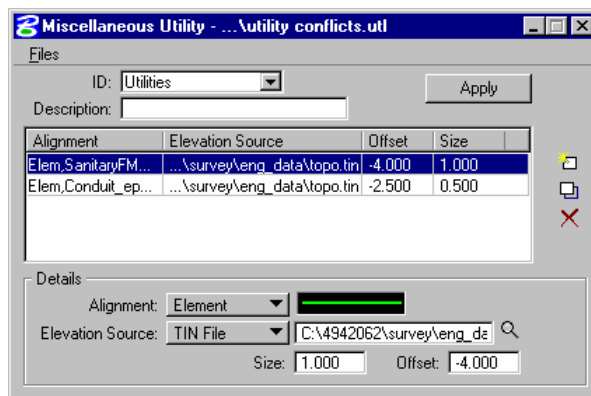 Miscellaneous Utility - ...\utility conflicts.utl
Files
ID: Utilities
Apply
Description:
Alignment Elevation Source Offset Size
Elem,SanitaryFM... ...\survey\eng_data\topo.tin -4.000 1.000
Elem,Conduit_ep... ...\survey\eng_data\topo.tin -2.500 0.500
Details
Alignment: Element
Elevation Source: TIN File C:\4942062\survey\eng_da
Size: 1.000 Offset: -4.000